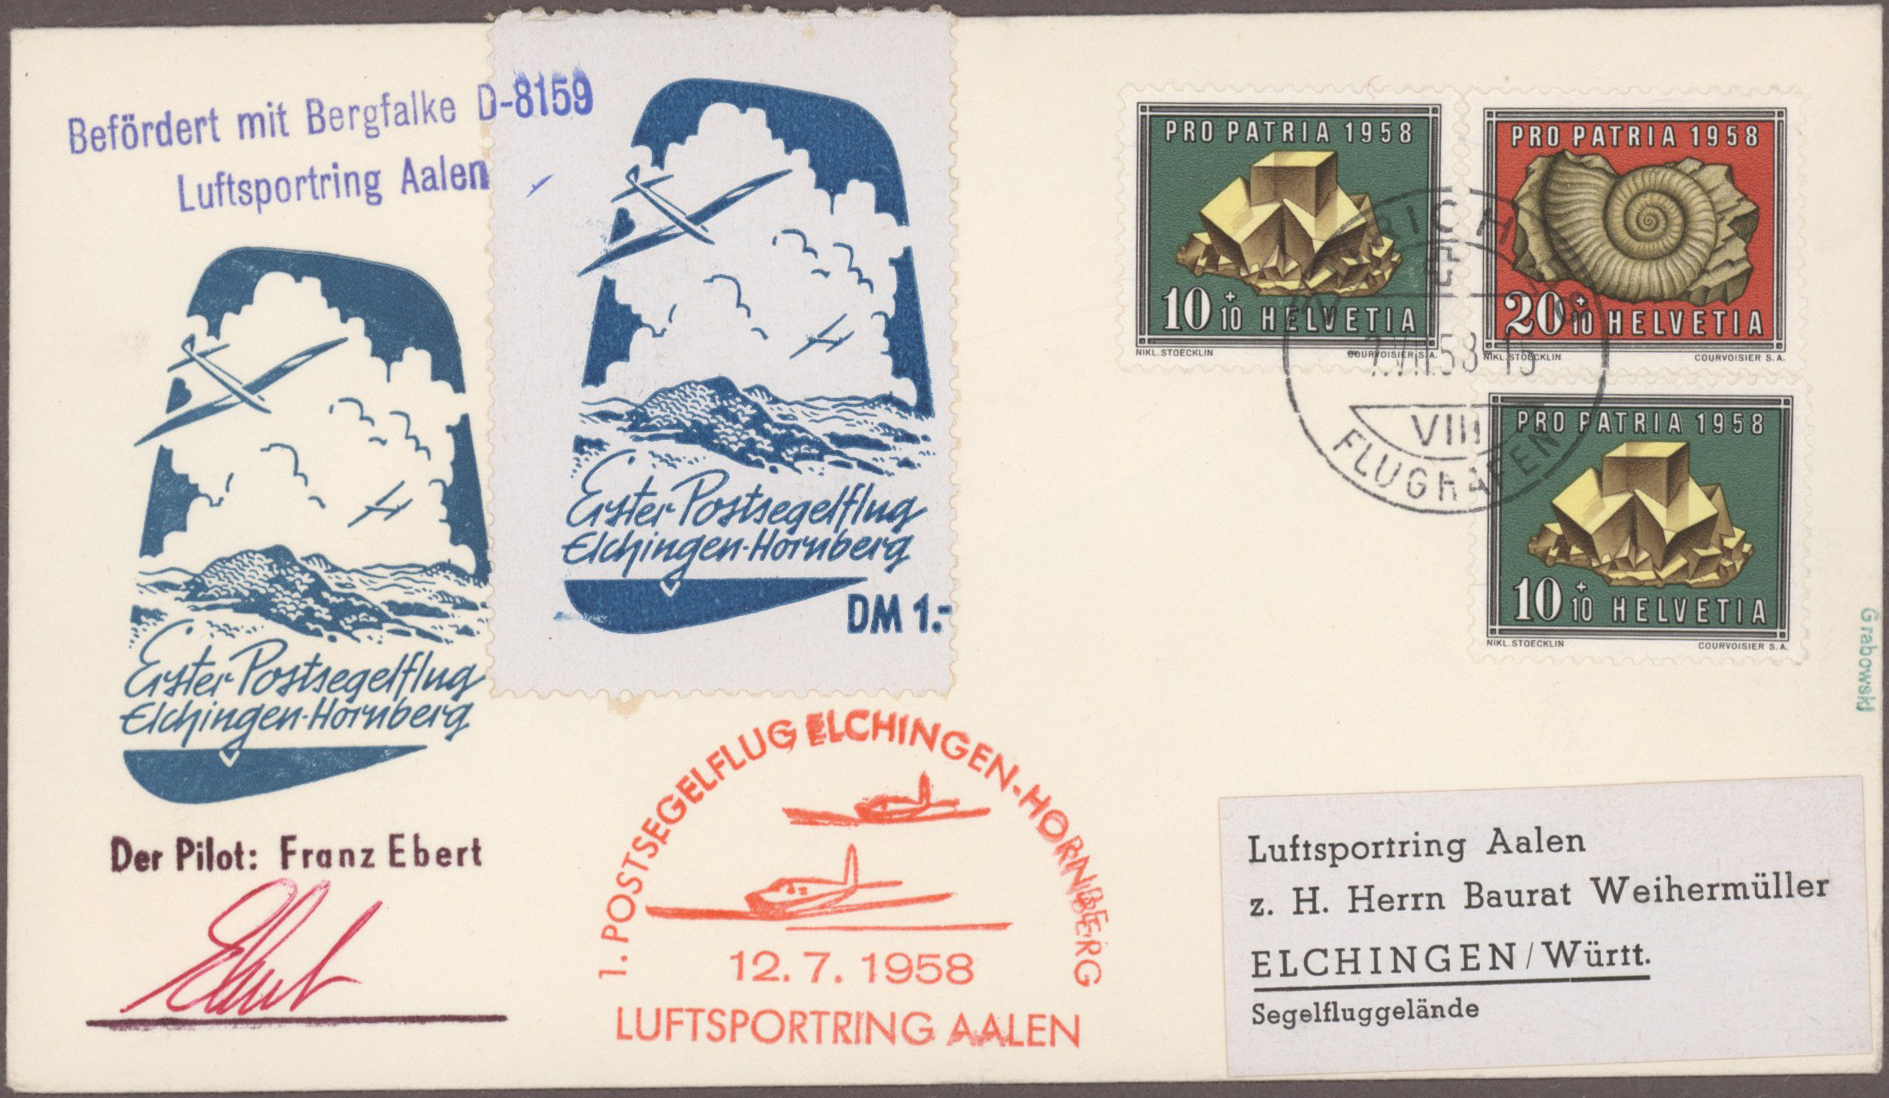 Befördert mit Bergfalke D-8159
Luftsportring Aalen
Erster Postsegelflug
Elchingen-Hornberg
Erster Postsegelflug
Elchingen-Hornberg
DM 1.-
PRO PATRIA 1958
10+10 HELVETIA
NIKL. STOECKLIN COURVOISIER S.A.
PRO PATRIA 1958
20+10 HELVETIA
NIKL. STOECKLIN COURVOISIER S.A.
PRO PATRIA 1958
10+10 HELVETIA
NIKL. STOECKLIN COURVOISIER S.A.
VIII
FLUGHAFEN
Grabowski
Der Pilot: Franz Ebert
Ebert
1. POSTSEGELFLUG ELCHINGEN-HORNBERG
12.7.1958
LUFTSPORTRING AALEN
Luftsportring Aalen
z. H. Herrn Baurat Weihermüller
ELCHINGEN/Württ.
Segelfluggelände